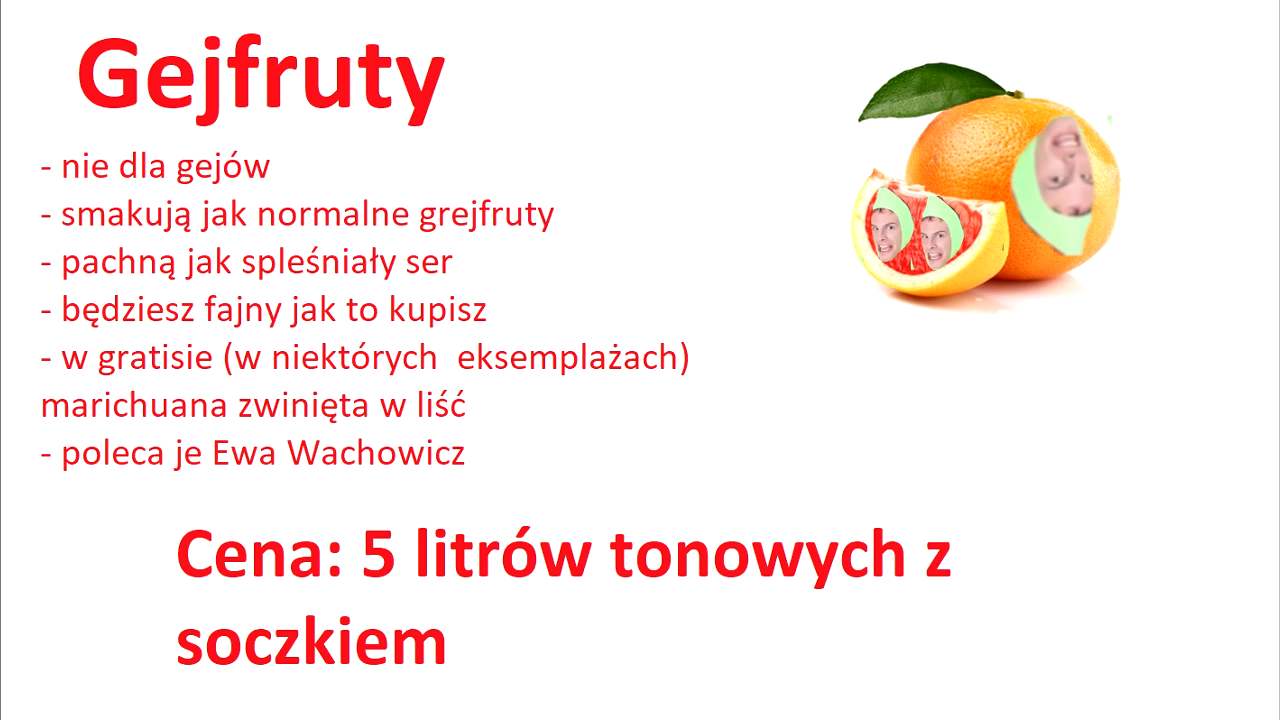 Gejfruty
- nie dla gejów
- smakują jak normalne grejfruty
- pachną jak spleśniały ser
- będziesz fajny jak to kupisz
- w gratisie (w niektórych  eksemplażach)
marichuana zwinięta w liść
- poleca je Ewa Wachowicz
Cena: 5 litrów tonowych z
soczkiem